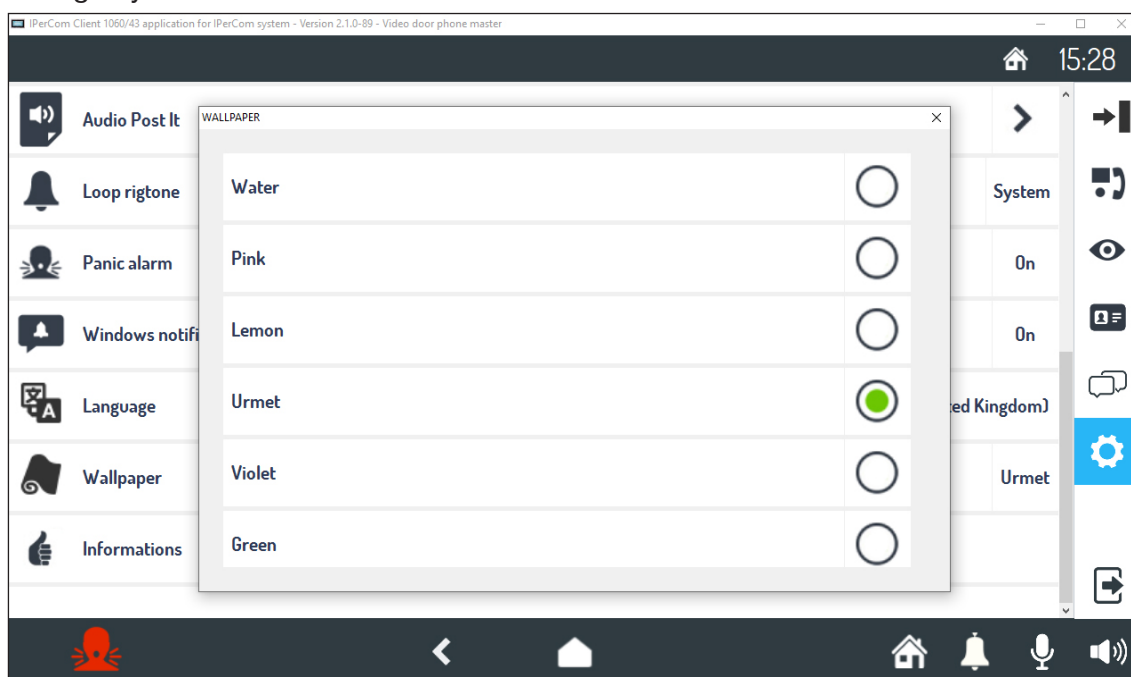 IPerCom Client 1060/43 application for IPerCom system - Version 2.1.0-89 - Video door phone master
15:28
Audio Post It
WALLPAPER
Loop rigtone
Water
System
Panic alarm
Pink
On
Windows notifi
Lemon
On
Language
Urmet
ed Kingdom)
Wallpaper
Violet
Urmet
Informations
Green